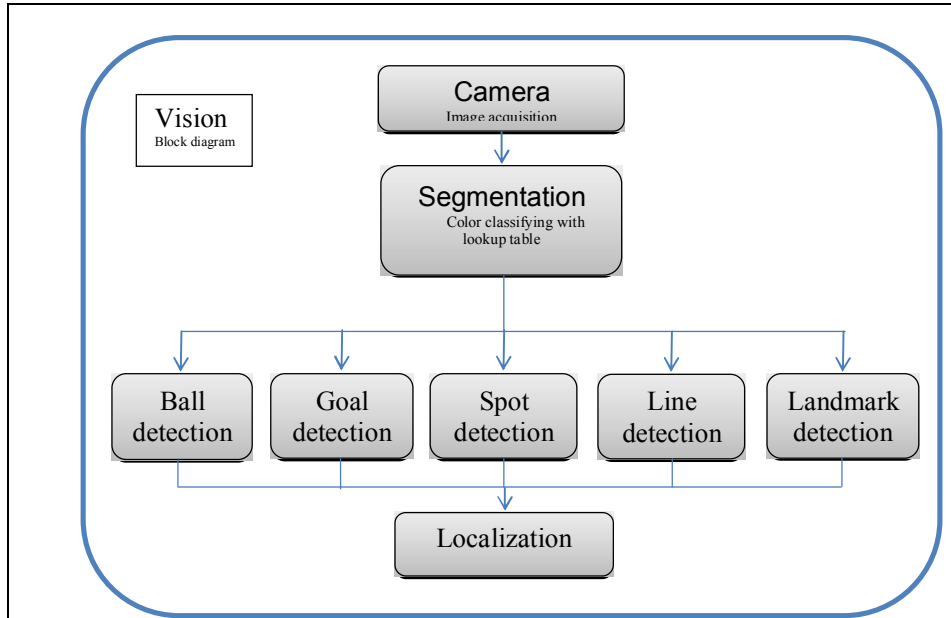 Vision
Block diagram
Camera
Image acquisition
Segmentation
Color classifying with
lookup table
Ball
detection
Goal
detection
Spot
detection
Line
detection
Landmark
detection
Localization